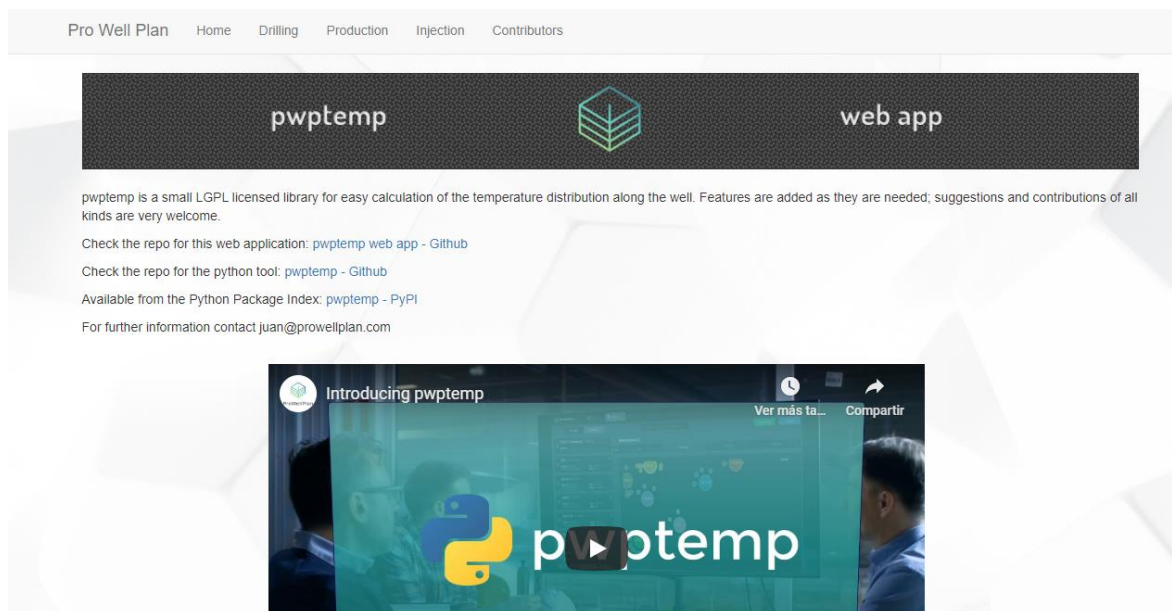 Pro Well Plan Home Drilling Production Injection Contributors
pwptemp web app
pwptemp is a small LGPL licensed library for easy calculation of the temperature distribution along the well. Features are added as they are needed; suggestions and contributions of all
kinds are very welcome.
Check the repo for this web application: pwptemp web app - Github
Check the repo for the python tool: pwptemp - Github
Available from the Python Package Index: pwptemp - PyPI
For further information contact juan@prowellplan.com
Introducing pwptemp
Ver más ta... Compartir
pwptemp